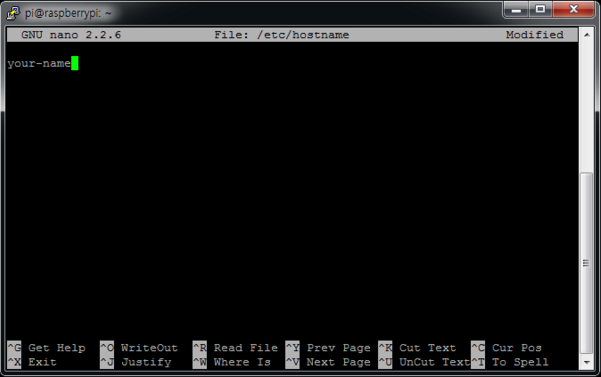 pi@raspberrypi: ~
GNU nano 2.2.6 File: /etc/hostname Modified
your-name
^G Get Help ^O WriteOut ^R Read File ^Y Prev Page ^K Cut Text ^C Cur Pos
^X Exit ^J Justify ^W Where Is ^V Next Page ^U UnCut Text ^T To Spell